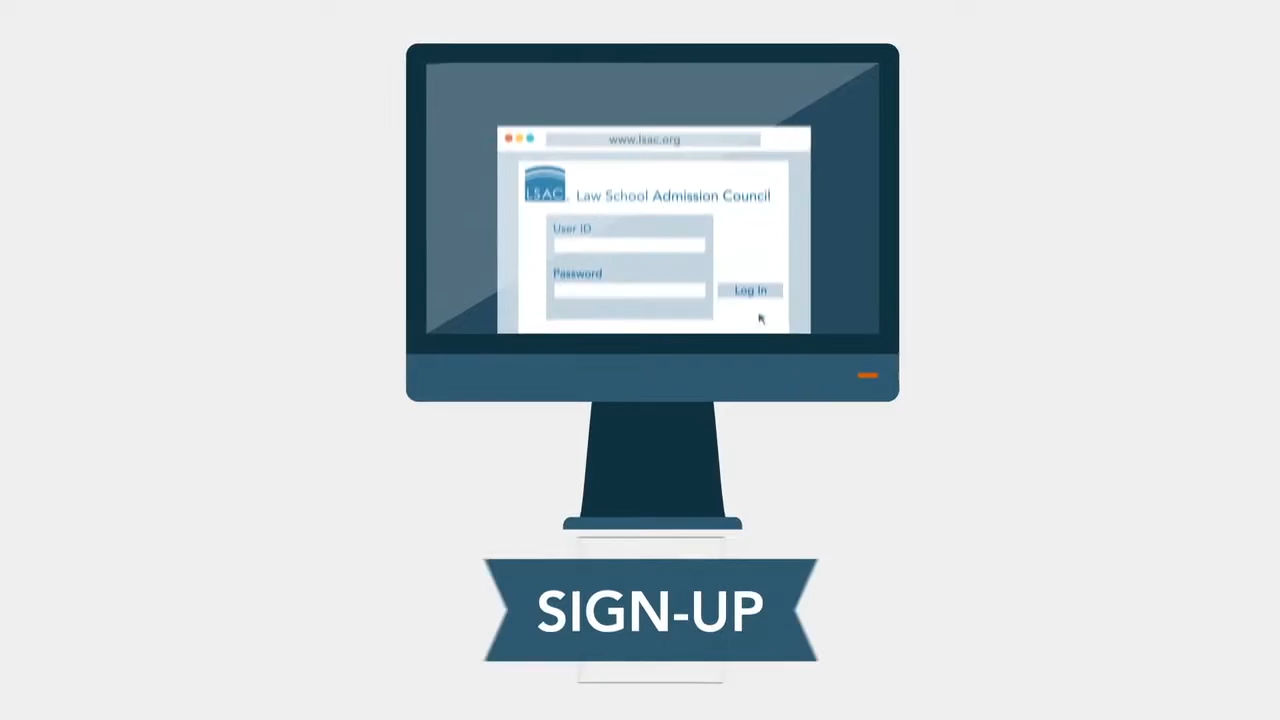 www.lsac.org
LSAC
Law School Admission Council
User ID
Password
Log In
SIGN-UP